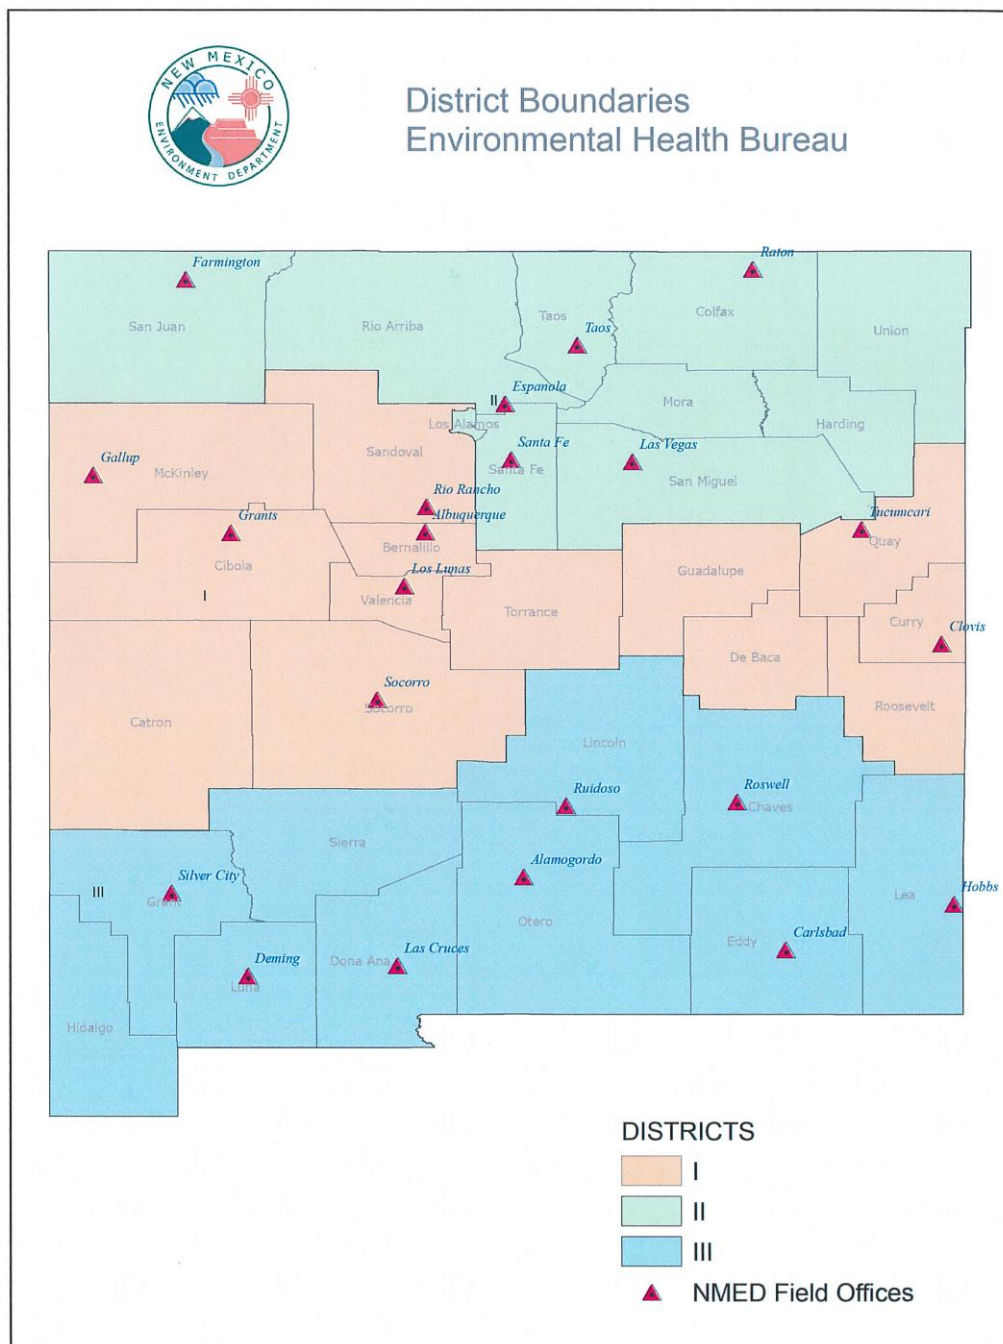 NEW MEXICO
ENVIRONMENT DEPARTMENT
District Boundaries
Environmental Health Bureau
Farmington
Raton
San Juan
Rio Arriba
Taos
Taos
Colfax
Union
Espanola
II
Mora
Los Alamos
Harding
Sandoval
Santa Fe
Las Vegas
Gallup
McKinley
Santa Fe
San Miguel
Rio Rancho
Grants
Albuquerque
Tucumcari
Quay
Bernalillo
Cibola
Los Lunas
Guadalupe
I
Valencia
Torrance
Curry
Clovis
De Baca
Socorro
Socorro
Roosevelt
Catron
Lincoln
Ruidoso
Roswell
Chaves
Sierra
Alamogordo
Silver City
III
Grant
Hobbs
Lea
Otero
Eddy
Carlsbad
Las Cruces
Dona Ana
Deming
Luna
Hidalgo
DISTRICTS
I
II
III
NMED Field Offices